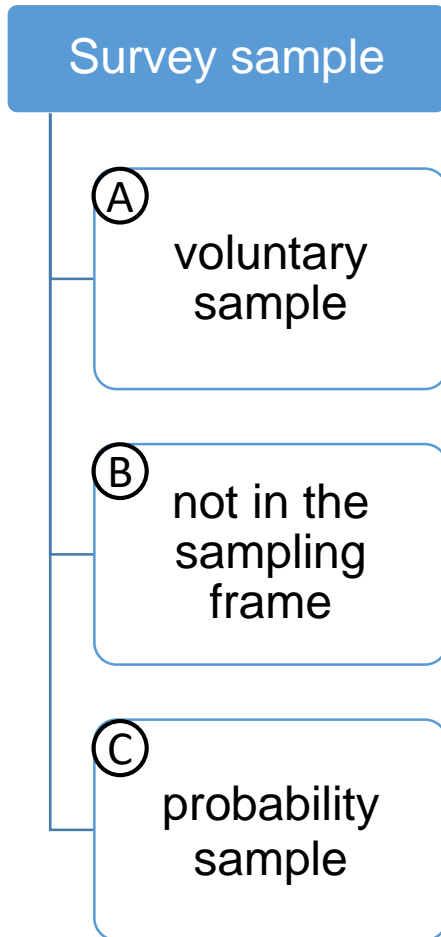 Survey sample
A
voluntary
sample
B
not in the
sampling
frame
C
probability
sample